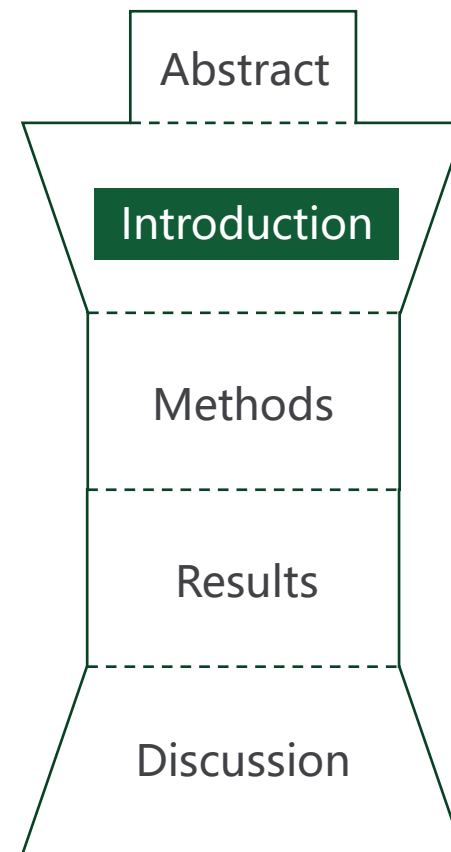 Abstract
Introduction
Methods
Results
Discussion